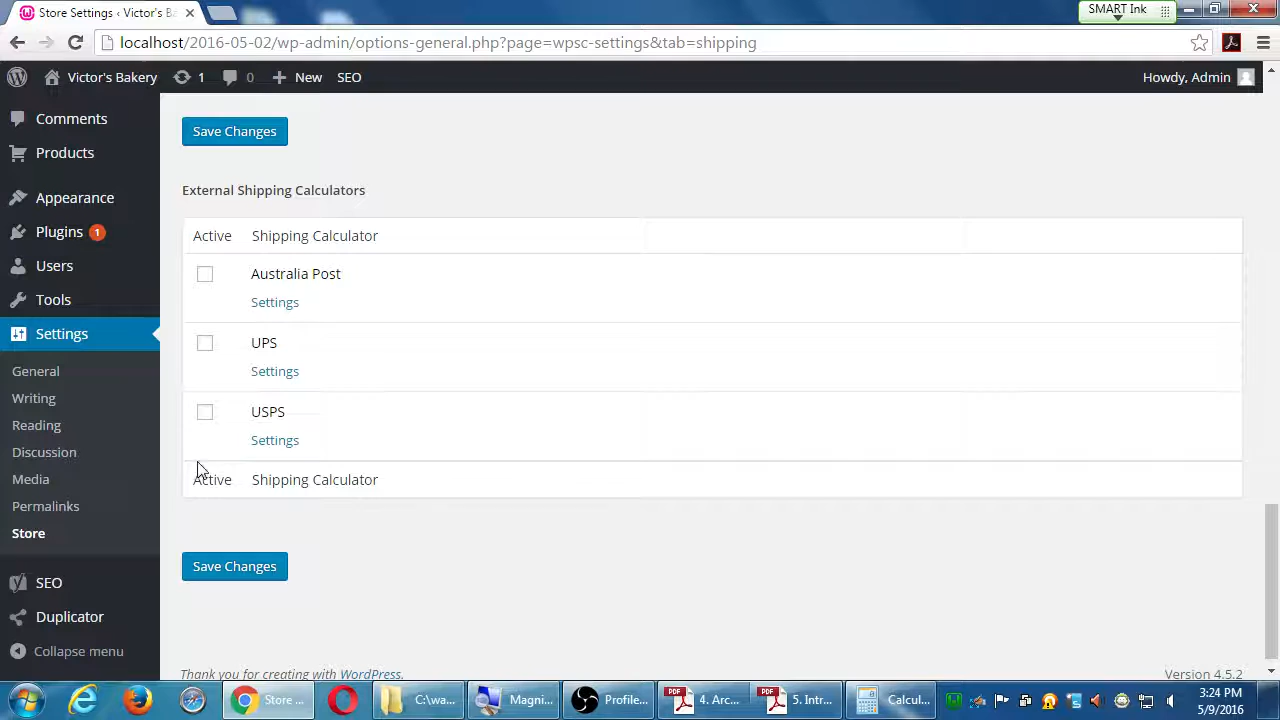 Store Settings ‹ Victor's Ba
SMART Ink
localhost/2016-05-02/wp-admin/options-general.php?page=wpsc-settings&tab=shipping
Victor's Bakery 1 0 New SEO Howdy, Admin
Comments
Products
Appearance
Plugins 1
Users
Tools
Settings
General
Writing
Reading
Discussion
Media
Permalinks
Store
SEO
Duplicator
Collapse menu
Save Changes
External Shipping Calculators
Active Shipping Calculator
Australia Post
Settings
UPS
Settings
USPS
Settings
Active Shipping Calculator
Save Changes
Thank you for creating with WordPress. Version 4.5.2
Store ... C:\wa... Magni... Profile... PDF 4. Arc... PDF 5. Intr... Calcul... 3:24 PM
5/9/2016